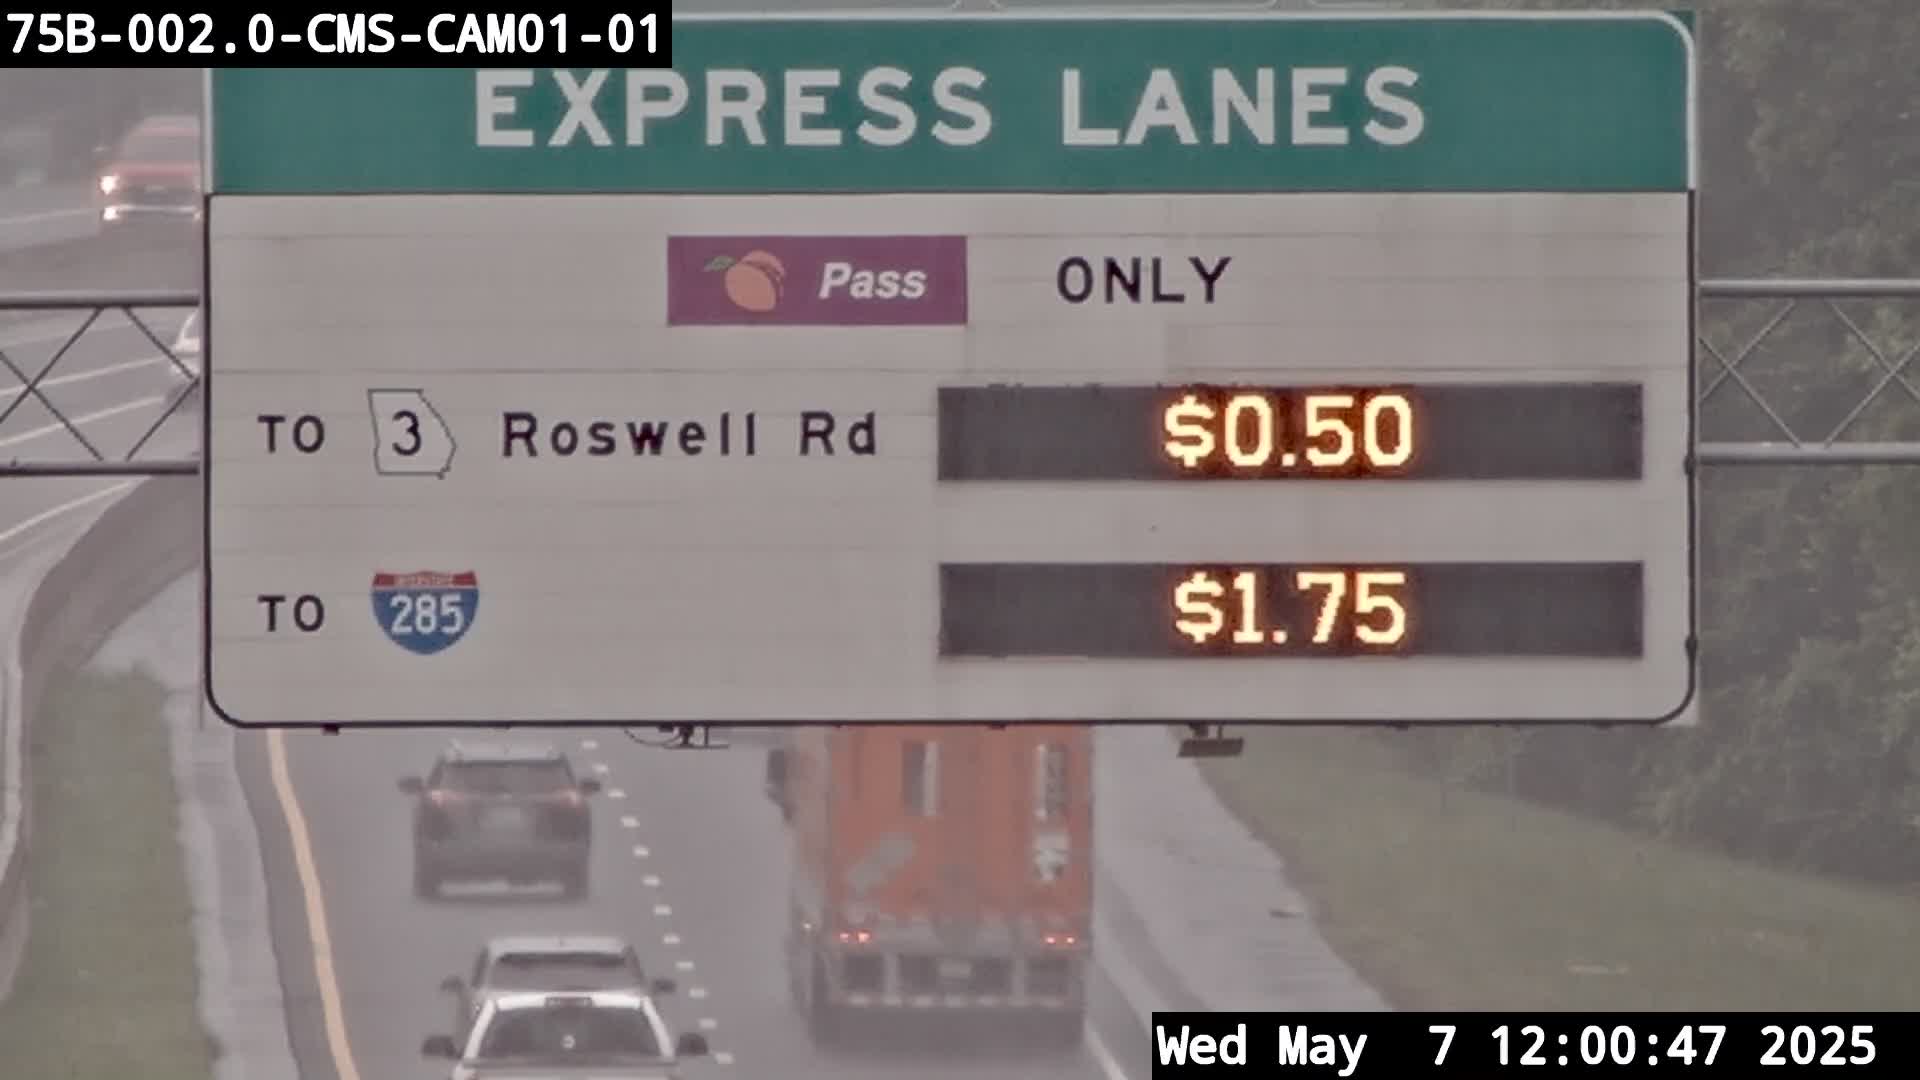 75B-002.0-CMS-CAM01-01
EXPRESS LANES
Pass ONLY
TO 3 Roswell Rd $0.50
TO INTERSTATE 285 $1.75
Wed May 7 12:00:47 2025